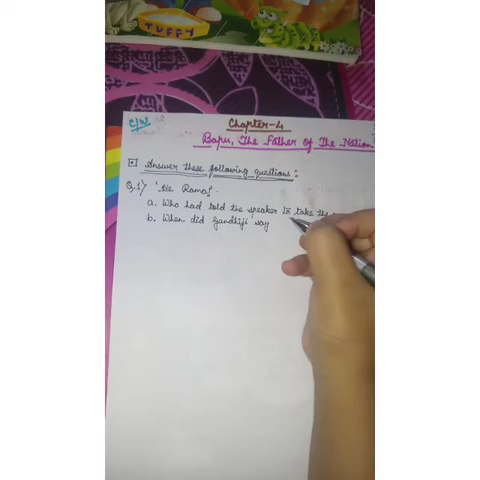 TUFFY
C/W
Chapter-4
Bapu, The Father Of The Nation
Answer these following questions:
Q.1) 'He Rama'.
a. Who had told the speaker to take the
b. When did Gandhiji say